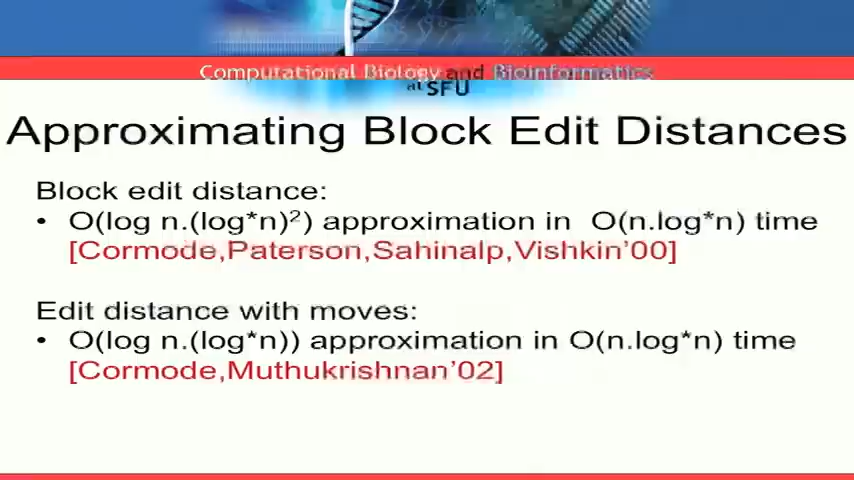 Computational Biology and Bioinformatics
at SFU
Approximating Block Edit Distances
Block edit distance:
• O(log n.(log*n)²) approximation in O(n.log*n) time
[Cormode,Paterson,Sahinalp,Vishkin'00]
Edit distance with moves:
• O(log n.(log*n)) approximation in O(n.log*n) time
[Cormode,Muthukrishnan'02]